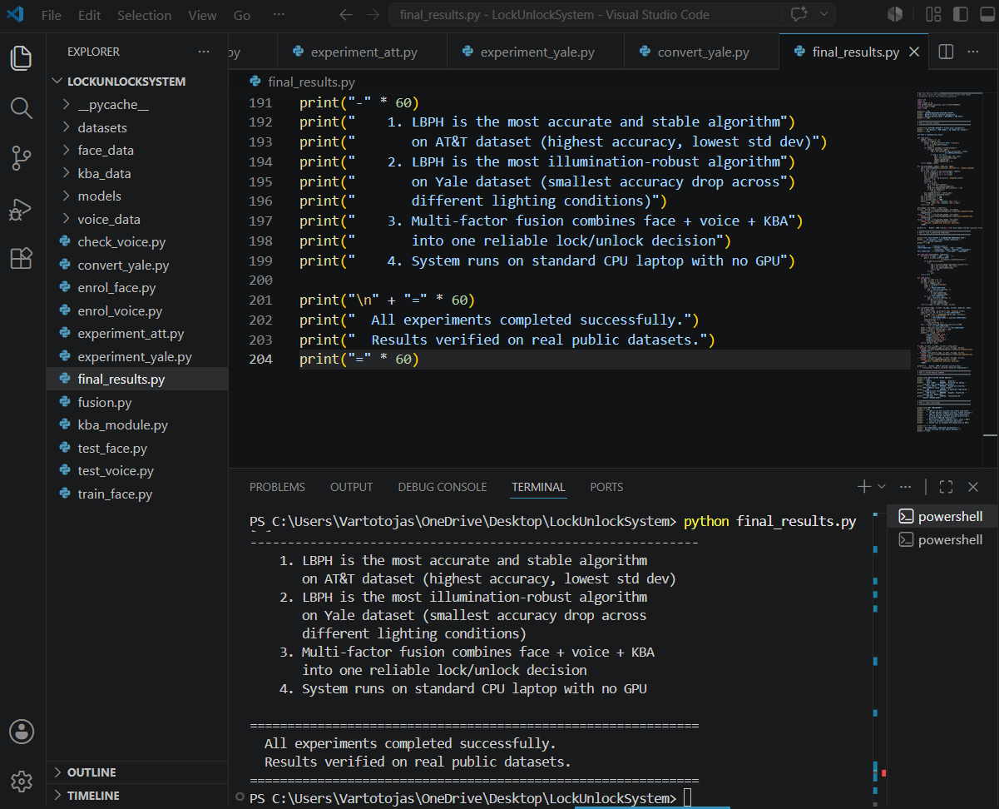 File Edit Selection View Go ···
final_results.py - LockUnlockSystem - Visual Studio Code
EXPLORER ···
LOCKUNLOCKSYSTEM
__pycache__
datasets
face_data
kba_data
models
voice_data
check_voice.py
convert_yale.py
enrol_face.py
enrol_voice.py
experiment_att.py
experiment_yale.py
final_results.py
fusion.py
kba_module.py
test_face.py
test_voice.py
train_face.py
OUTLINE
TIMELINE
py experiment_att.py experiment_yale.py convert_yale.py final_results.py ···
final_results.py
191 print("-" * 60)
192 print("    1. LBPH is the most accurate and stable algorithm")
193 print("       on AT&T dataset (highest accuracy, lowest std dev)")
194 print("    2. LBPH is the most illumination-robust algorithm")
195 print("       on Yale dataset (smallest accuracy drop across")
196 print("       different lighting conditions)")
197 print("    3. Multi-factor fusion combines face + voice + KBA")
198 print("       into one reliable lock/unlock decision")
199 print("    4. System runs on standard CPU laptop with no GPU")
200
201 print("\n" + "=" * 60)
202 print("  All experiments completed successfully.")
203 print("  Results verified on real public datasets.")
204 print("=" * 60)
PROBLEMS OUTPUT DEBUG CONSOLE TERMINAL PORTS
powershell
powershell
PS C:\Users\Vartotojas\OneDrive\Desktop\LockUnlockSystem> python final_results.py
------------------------------------------------------------
    1. LBPH is the most accurate and stable algorithm
       on AT&T dataset (highest accuracy, lowest std dev)
    2. LBPH is the most illumination-robust algorithm
       on Yale dataset (smallest accuracy drop across
       different lighting conditions)
    3. Multi-factor fusion combines face + voice + KBA
       into one reliable lock/unlock decision
    4. System runs on standard CPU laptop with no GPU
============================================================
  All experiments completed successfully.
  Results verified on real public datasets.
============================================================
PS C:\Users\Vartotojas\OneDrive\Desktop\LockUnlockSystem>